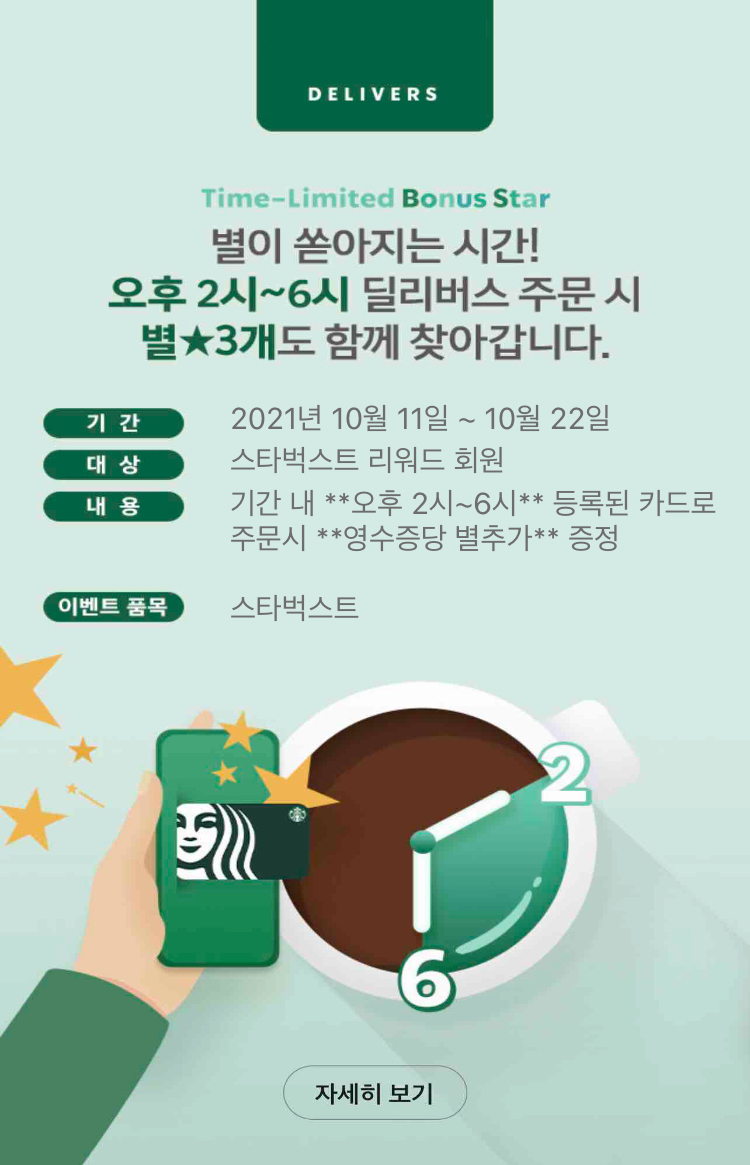 DELIVERS
Time-Limited Bonus Star
별이 쏟아지는 시간!
오후 2시~6시 딜리버스 주문 시
별★3개도 함께 찾아갑니다.
기 간 2021년 10월 11일 ~ 10월 22일
대 상 스타벅스트 리워드 회원
내 용 기간 내 **오후 2시~6시** 등록된 카드로
주문시 **영수증당 별추가** 증정
이벤트 품목 스타벅스트
2
6
자세히 보기